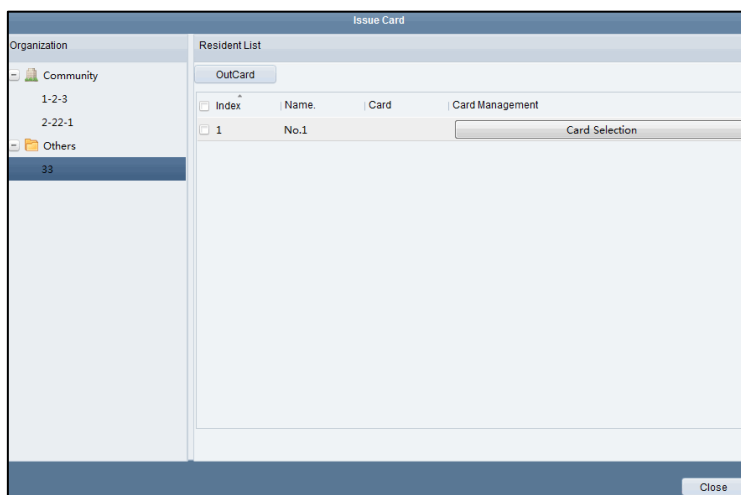 Issue Card
Organization
Community
1-2-3
2-22-1
Others
33
Resident List
OutCard
Index Name. Card Card Management
1 No.1 Card Selection
Close